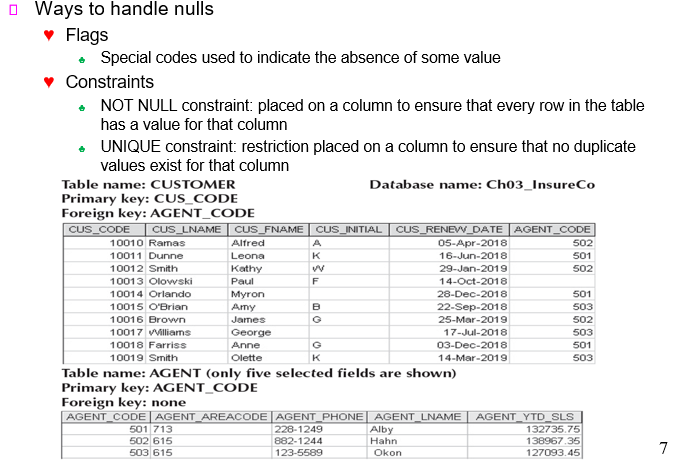 Ways to handle nulls
Flags
Special codes used to indicate the absence of some value
Constraints
NOT NULL constraint: placed on a column to ensure that every row in the table
has a value for that column
UNIQUE constraint: restriction placed on a column to ensure that no duplicate
values exist for that column
Table name: CUSTOMER Database name: Ch03_InsureCo
Primary key: CUS_CODE
Foreign key: AGENT_CODE
CUS_CODE CUS_LNAME CUS_FNAME CUS_INITIAL CUS_RENEW_DATE AGENT_CODE
10010 Ramas Alfred A 05-Apr-2018 502
10011 Dunne Leona K 16-Jun-2018 501
10012 Smith Kathy W 29-Jan-2019 502
10013 Olowski Paul F 14-Oct-2018
10014 Orlando Myron 28-Dec-2018 501
10015 O'Brian Amy B 22-Sep-2018 503
10016 Brown James G 25-Mar-2019 502
10017 Williams George 17-Jul-2018 503
10018 Farriss Anne G 03-Dec-2018 501
10019 Smith Olette K 14-Mar-2019 503
Table name: AGENT (only five selected fields are shown)
Primary key: AGENT_CODE
Foreign key: none
AGENT_CODE AGENT_AREACODE AGENT_PHONE AGENT_LNAME AGENT_YTD_SLS
501 713 228-1249 Alby 132735.75
502 615 882-1244 Hahn 138967.35
503 615 123-5589 Okon 127093.45
7